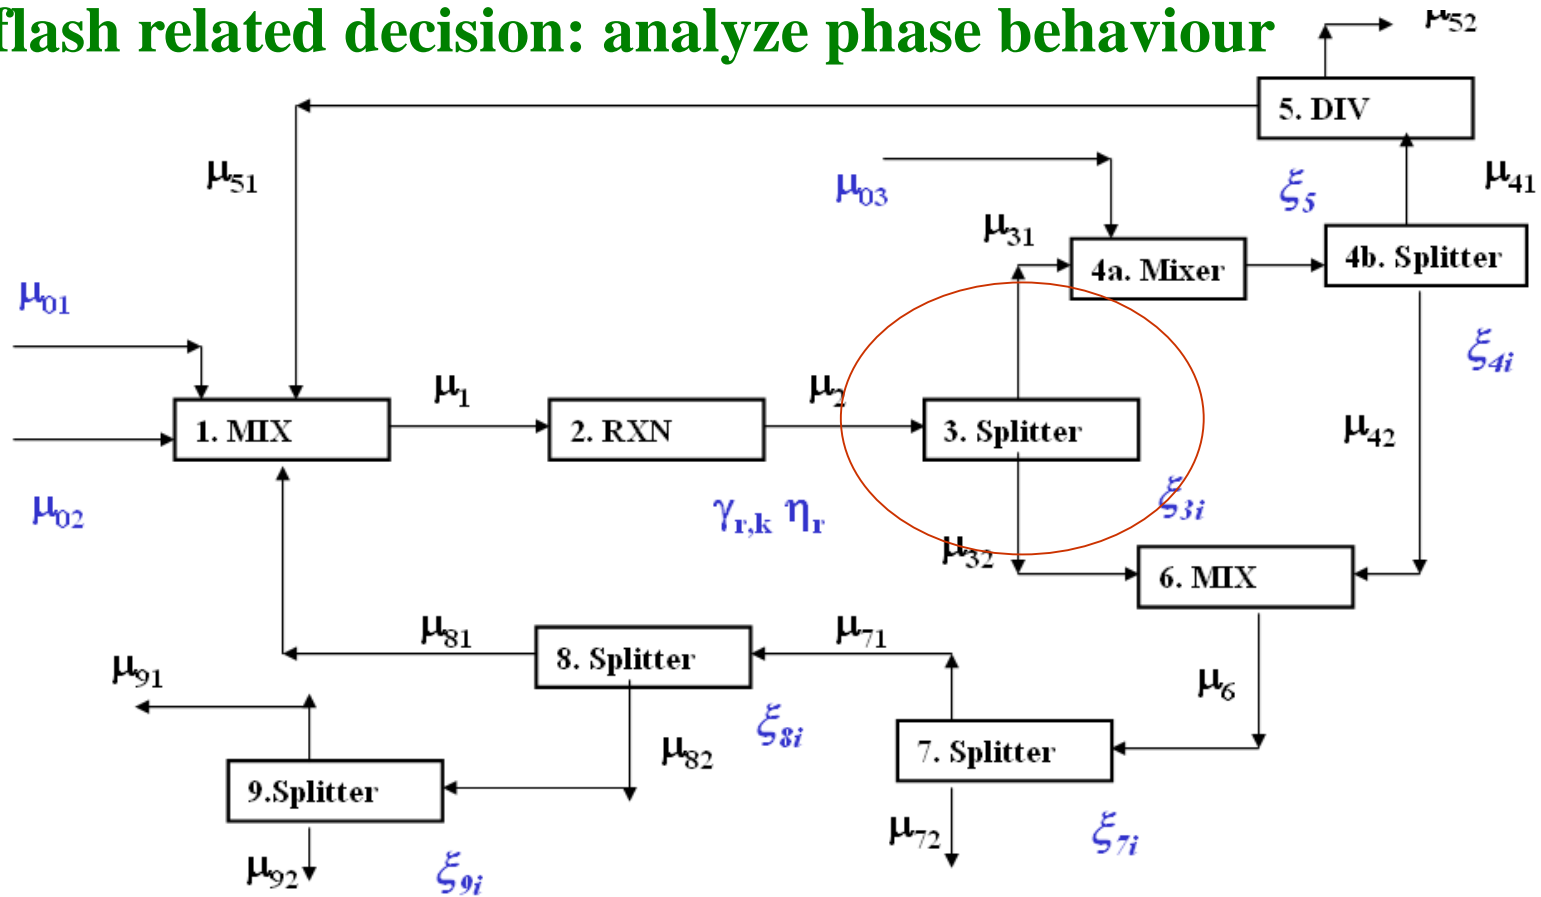 flash related decision: analyze phase behaviour
μ52
5. DIV
μ51
μ03
ξ5
μ41
μ31
4a. Mixer
4b. Splitter
μ01
ξ4i
μ1
μ2
1. MIX
2. RXN
3. Splitter
μ42
μ02
γr,k ηr
ξ3i
μ32
6. MIX
μ81
μ71
μ91
8. Splitter
μ6
ξ8i
μ82
7. Splitter
9.Splitter
μ72
ξ7i
μ92
ξ9i